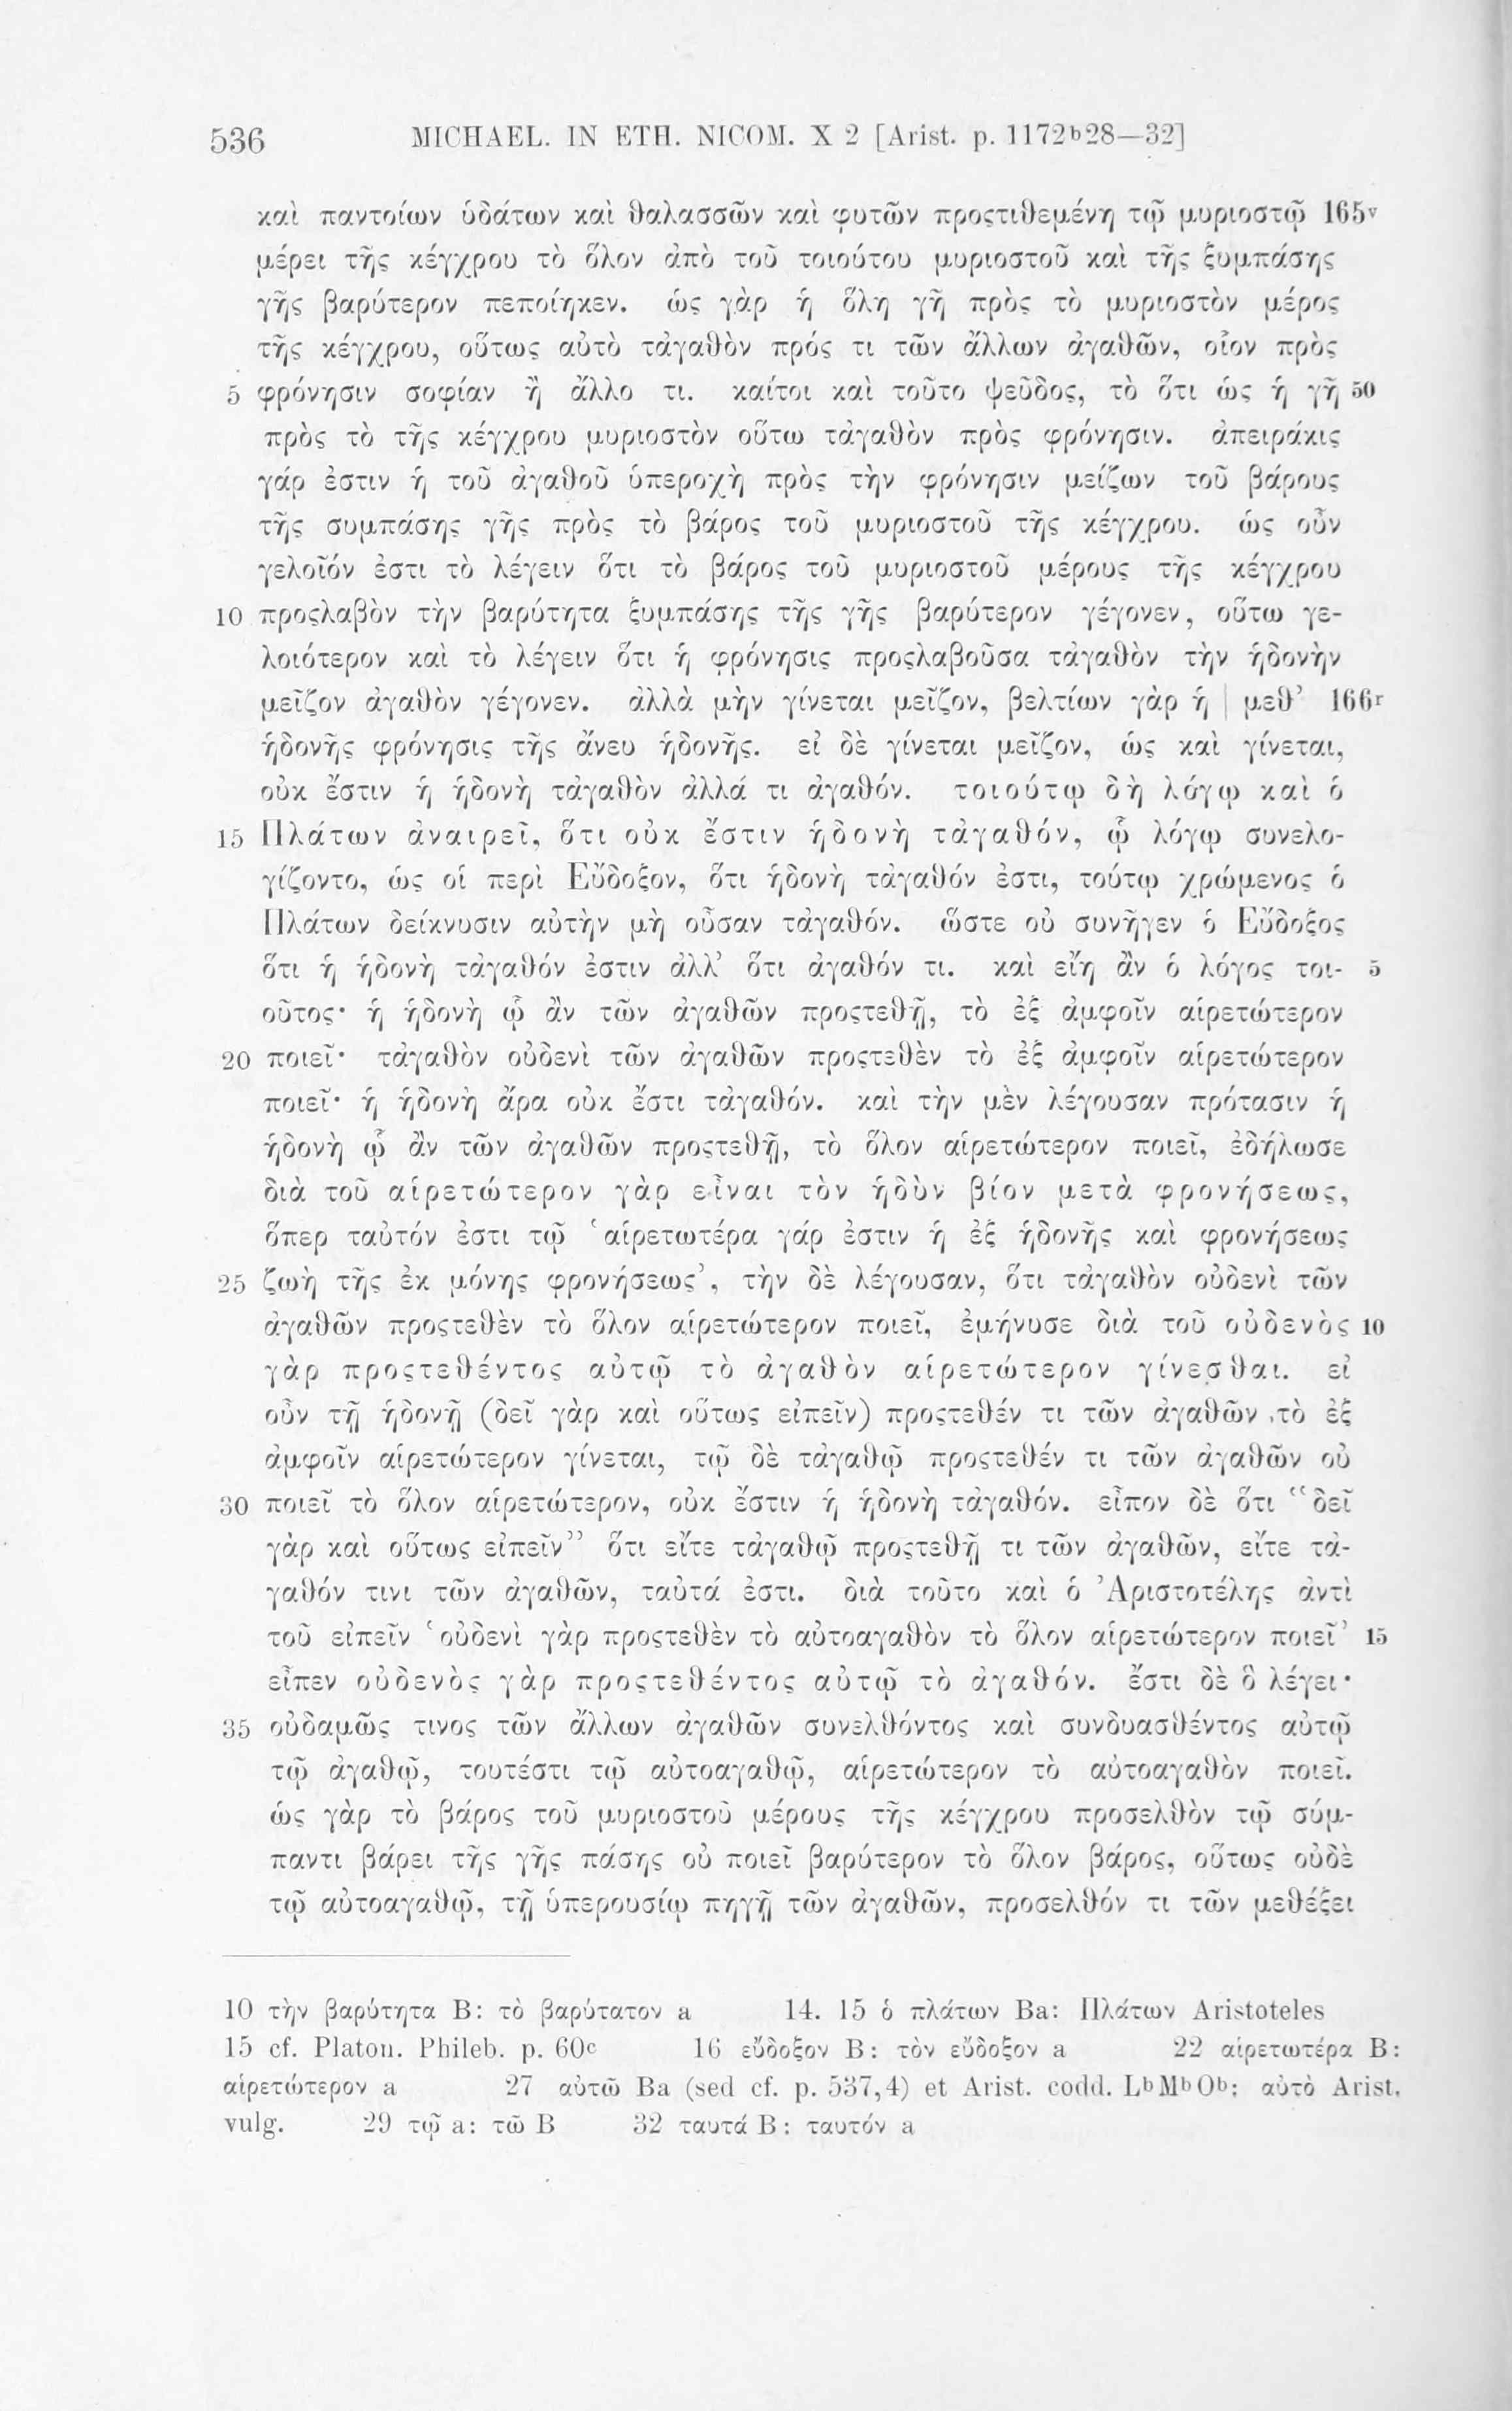 536 MICHAEL. IN ETH. NICOM. X 2 [Arist. p. 1172b28—32]
καὶ παντοίων ὑδάτων καὶ θαλασσῶν καὶ φυτῶν προςτιθεμένη τῷ μυριοστῷ 165v
μέρει τῆς κέγχρου τὸ ὅλον ἀπὸ τοῦ τοιούτου μυριοστοῦ καὶ τῆς ξυμπάσης
γῆς βαρύτερον πεποίηκεν. ὡς γὰρ ἡ ὅλη γῆ πρὸς τὸ μυριοστὸν μέρος
τῆς κέγχρου, οὕτως αὐτὸ τἀγαθὸν πρός τι τῶν ἄλλων ἀγαθῶν, οἷον πρὸς
5 φρόνησιν σοφίαν ἢ ἄλλο τι. καίτοι καὶ τοῦτο ψεῦδος, τὸ ὅτι ὡς ἡ γῆ 50
πρὸς τὸ τῆς κέγχρου μυριοστὸν οὕτω τἀγαθὸν πρὸς φρόνησιν. ἀπειράκις
γάρ ἐστιν ἡ τοῦ ἀγαθοῦ ὑπεροχὴ πρὸς τὴν φρόνησιν μείζων τοῦ βάρους
τῆς συμπάσης γῆς πρὸς τὸ βάρος τοῦ μυριοστοῦ τῆς κέγχρου. ὡς οὖν
γελοῖόν ἐστι τὸ λέγειν ὅτι τὸ βάρος τοῦ μυριοστοῦ μέρους τῆς κέγχρου
10 προςλαβὸν τὴν βαρύτητα ξυμπάσης τῆς γῆς βαρύτερον γέγονεν, οὕτω γε-
λοιότερον καὶ τὸ λέγειν ὅτι ἡ φρόνησις προςλαβοῦσα τἀγαθὸν τὴν ἡδονὴν
μεῖζον ἀγαθὸν γέγονεν. ἀλλὰ μὴν γίνεται μεῖζον, βελτίων γὰρ ἡ | μεθ’ 166r
ἡδονῆς φρόνησις τῆς ἄνευ ἡδονῆς. εἰ δὲ γίνεται μεῖζον, ὡς καὶ γίνεται,
οὐκ ἔστιν ἡ ἡδονὴ τἀγαθὸν ἀλλά τι ἀγαθόν. τοιούτῳ δὴ λόγῳ καὶ ὁ
15 Πλάτων ἀναιρεῖ, ὅτι οὐκ ἔστιν ἡδονὴ τἀγαθόν, ᾧ λόγῳ συνελο-
γίζοντο, ὡς οἱ περὶ Εὔδοξον, ὅτι ἡδονὴ τἀγαθόν ἐστι, τούτῳ χρώμενος ὁ
Πλάτων δείκνυσιν αὐτὴν μὴ οὖσαν τἀγαθόν. ὥστε οὐ συνῆγεν ὁ Εὔδοξος
ὅτι ἡ ἡδονὴ τἀγαθόν ἐστιν ἀλλ’ ὅτι ἀγαθόν τι. καὶ εἴη ἂν ὁ λόγος τοι- 5
οῦτος· ἡ ἡδονὴ ᾧ ἂν τῶν ἀγαθῶν προςτεθῇ, τὸ ἐξ ἀμφοῖν αἱρετώτερον
20 ποιεῖ· τἀγαθὸν οὐδενὶ τῶν ἀγαθῶν προςτεθὲν τὸ ἐξ ἀμφοῖν αἱρετώτερον
ποιεῖ· ἡ ἡδονὴ ἄρα οὐκ ἔστι τἀγαθόν. καὶ τὴν μὲν λέγουσαν πρότασιν ἡ
ἡδονὴ ᾧ ἂν τῶν ἀγαθῶν προςτεθῇ, τὸ ὅλον αἱρετώτερον ποιεῖ, ἐδήλωσε
διὰ τοῦ αἱρετώτερον γὰρ εἶναι τὸν ἡδὺν βίον μετὰ φρονήσεως,
ὅπερ ταὐτόν ἐστι τῷ ‘αἱρετωτέρα γάρ ἐστιν ἡ ἐξ ἡδονῆς καὶ φρονήσεως
25 ζωὴ τῆς ἐκ μόνης φρονήσεως’, τὴν δὲ λέγουσαν, ὅτι τἀγαθὸν οὐδενὶ τῶν
ἀγαθῶν προςτεθὲν τὸ ὅλον αἱρετώτερον ποιεῖ, ἐμήνυσε διὰ τοῦ οὐδενὸς 10
γὰρ προςτεθέντος αὐτῷ τὸ ἀγαθὸν αἱρετώτερον γίνεσθαι. εἰ
οὖν τῇ ἡδονῇ (δεῖ γὰρ καὶ οὕτως εἰπεῖν) προςτεθέν τι τῶν ἀγαθῶν τὸ ἐξ
ἀμφοῖν αἱρετώτερον γίνεται, τῷ δὲ τἀγαθῷ προςτεθέν τι τῶν ἀγαθῶν οὐ
30 ποιεῖ τὸ ὅλον αἱρετώτερον, οὐκ ἔστιν ἡ ἡδονὴ τἀγαθόν. εἶπον δὲ ὅτι “δεῖ
γὰρ καὶ οὕτως εἰπεῖν” ὅτι εἴτε τἀγαθῷ προςτεθῇ τι τῶν ἀγαθῶν, εἴτε τἀ-
γαθόν τινι τῶν ἀγαθῶν, ταὐτά ἐστι. διὰ τοῦτο καὶ ὁ Ἀριστοτέλης ἀντὶ
τοῦ εἰπεῖν ‘οὐδενὶ γὰρ προςτεθὲν τὸ αὐτοαγαθὸν τὸ ὅλον αἱρετώτερον ποιεῖ’ 15
εἶπεν οὐδενὸς γὰρ προςτεθέντος αὐτῷ τὸ ἀγαθόν. ἔστι δὲ ὃ λέγει·
35 οὐδαμῶς τινος τῶν ἄλλων ἀγαθῶν συνελθόντος καὶ συνδυασθέντος αὐτῷ
τῷ ἀγαθῷ, τουτέστι τῷ αὐτοαγαθῷ, αἱρετώτερον τὸ αὐτοαγαθὸν ποιεῖ.
ὡς γὰρ τὸ βάρος τοῦ μυριοστοῦ μέρους τῆς κέγχρου προσελθὸν τῷ σύμ-
παντι βάρει τῆς γῆς πάσης οὐ ποιεῖ βαρύτερον τὸ ὅλον βάρος, οὕτως οὐδὲ
τῷ αὐτοαγαθῷ, τῇ ὑπερουσίῳ πηγῇ τῶν ἀγαθῶν, προσελθόν τι τῶν μεθέξει
10 τὴν βαρύτητα B: τὸ βαρύτατον a 14. 15 ὁ πλάτων Ba: Πλάτων Aristoteles
15 cf. Platon. Phileb. p. 60c 16 εὔδοξον B: τὸν εὔδοξον a 22 αἱρετωτέρα B:
αἱρετώτερον a 27 αὐτῶ Ba (sed cf. p. 537,4) et Arist. codd. LbMbOb: αὐτὸ Arist.
vulg. 29 τῷ a: τῶ B 32 ταυτά B: ταυτόν a